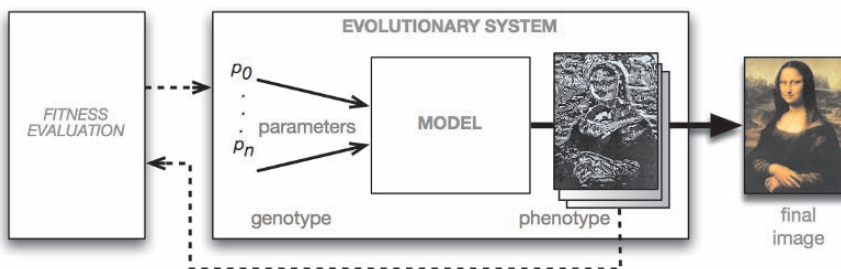 EVOLUTIONARY SYSTEM
FITNESS
EVALUATION
p0
.
.
.
pn
parameters
MODEL
genotype
phenotype
final
image